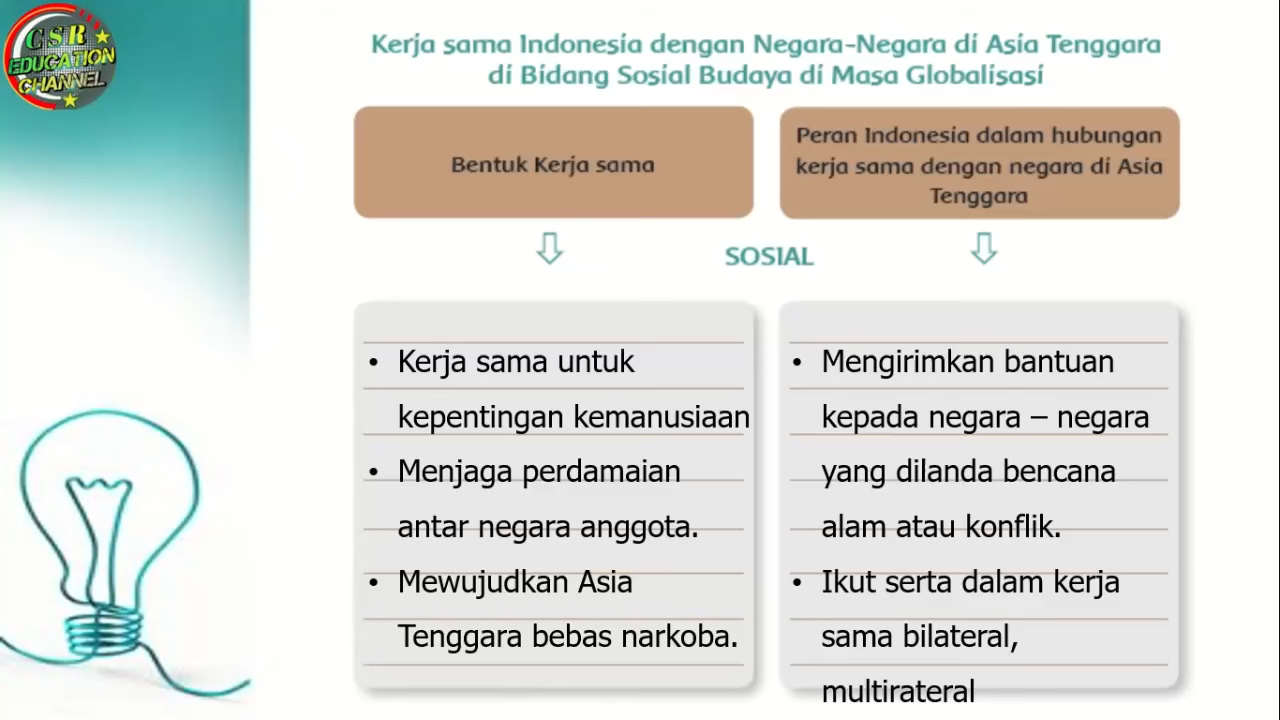 CSR
EDUCATION
CHANNEL
Kerja sama Indonesia dengan Negara-Negara di Asia Tenggara
di Bidang Sosial Budaya di Masa Globalisasi
Bentuk Kerja sama
Peran Indonesia dalam hubungan
kerja sama dengan negara di Asia
Tenggara
SOSIAL
• Kerja sama untuk
kepentingan kemanusiaan
• Menjaga perdamaian
antar negara anggota.
• Mewujudkan Asia
Tenggara bebas narkoba.
• Mengirimkan bantuan
kepada negara – negara
yang dilanda bencana
alam atau konflik.
• Ikut serta dalam kerja
sama bilateral,
multirateral